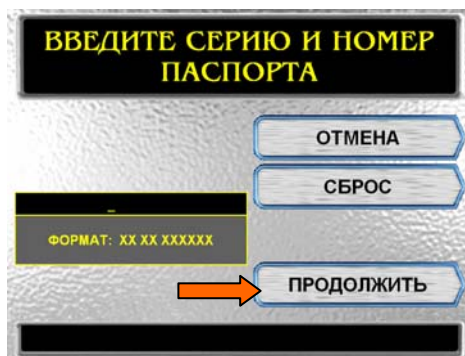 ВВЕДИТЕ СЕРИЮ И НОМЕР
ПАСПОРТА
ОТМЕНА
СБРОС
_
ФОРМАТ: XX XX XXXXXX
ПРОДОЛЖИТЬ